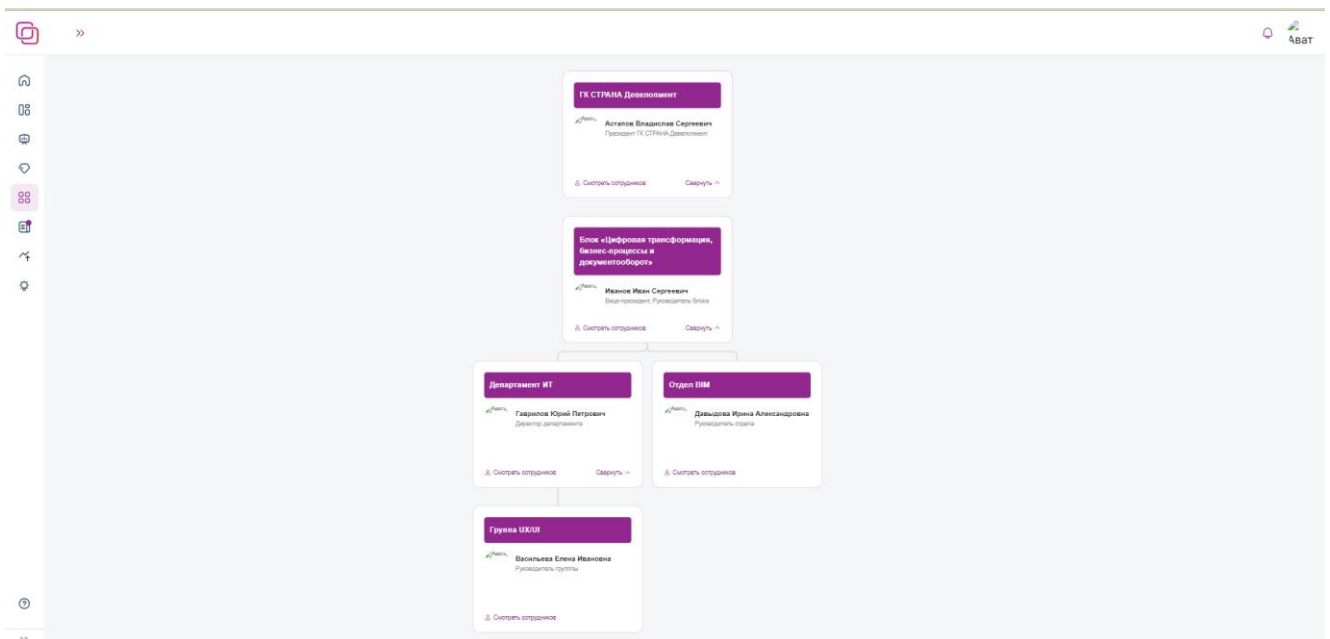 Ават
ГК СТРАНА Девелопмент
Астапов Владислав Сергеевич
Президент ГК СТРАНА Девелопмент
Смотреть сотрудников Свернуть
Блок «Цифровая трансформация,
бизнес-процессы и
документооборот»
Иванов Иван Сергеевич
Вице-президент, Руководитель блока
Смотреть сотрудников Свернуть
Департамент ИТ
Гаврилов Юрий Петрович
Директор департамента
Смотреть сотрудников Свернуть
Отдел BIM
Давыдова Ирина Александровна
Руководитель отдела
Смотреть сотрудников
Группа UX/UI
Васильева Елена Ивановна
Руководитель группы
Смотреть сотрудников